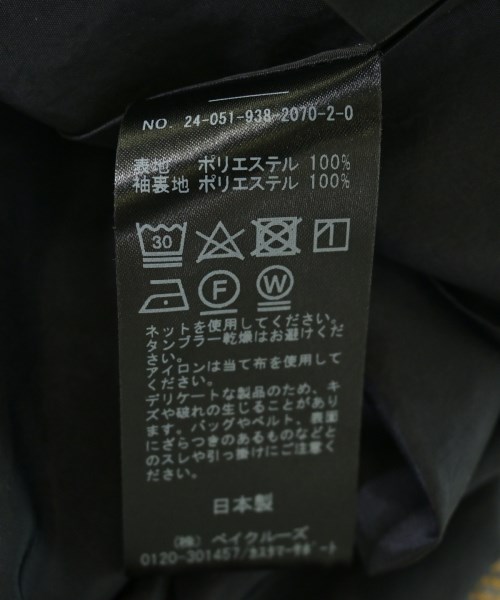 NO. 24-051-938-2070-2-0
表地 ポリエステル 100%
袖裏地 ポリエステル 100%
30
F W
ネットを使用してください。
タンブラー乾燥はお避けくだ
さい。
アイロンは当て布を使用して
ください。
デリケートな製品のため、キ
ズや破れの生じることがあり
ます。バッグやベルト、表面
にざらつきのあるものなどと
のスレや引っ掛けにご注意く
ださい。
日本製
(株) ベイクルーズ
0120-301457/カスタマーサポート